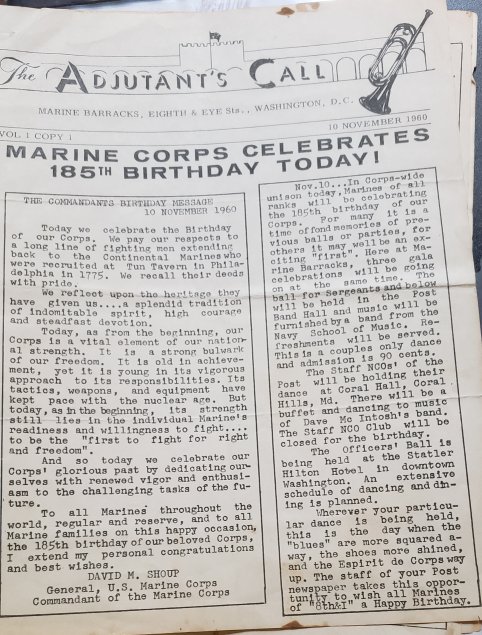 The ADJUTANT'S CALL
MARINE BARRACKS, EIGHTH & EYE Sts., WASHINGTON, D.C.
VOL 1 COPY 1
10 NOVEMBER 1960
MARINE CORPS CELEBRATES
185TH BIRTHDAY TODAY!
THE COMMANDANTS BIRTHDAY MESSAGE
10 NOVEMBER 1960
Today we celebrate the Birthday
of our Corps. We pay our respects to
a long line of fighting men extending
back to the Continental Marines who
were recruited at Tun Tavern in Phila-
delphia in 1775. We recall their deeds
with pride.
We reflect upon the heritage they
have given us....a splendid tradition
of indomitable spirit, high courage
and steadfast devotion.
Today, as from the beginning, our
Corps is a vital element of our nation-
al strength. It is a strong bulwark
of our freedom. It is old in achieve-
ment, yet it is young in its vigorous
approach to its responsibilities. Its
tactics, weapons, and equipment have
kept pace with the nuclear age. But
today, as in the beginning, its strength
still lies in the individual Marine's
readiness and willingness to fight....
to be the "first to fight for right
and freedom".
And so today we celebrate our
Corps' glorious past by dedicating our-
selves with renewed vigor and enthusi-
asm to the challenging tasks of the fu-
ture.
To all Marines throughout the
world, regular and reserve, and to all
Marine families on this happy occasion,
the 185th birthday of our beloved Corps,
I extend my personal congratulations
and best wishes.
DAVID M. SHOUP
General, U.S. Marine Corps
Commandant of the Marine Corps
Nov.10...In Corps-wide
unison today, Marines of all
ranks will be celebrating
the 185th birthday of our
Corps. For many it is a
time of fond memories of pre-
vious balls or parties, for
others it may well be an ex-
citing "first". Here at Ma-
rine Barracks, three gala
celebrations will be going
on at the same time. The
ball for Sergeants and below
will be held in the Post
Band Hall and music will be
furnished by a band from the
Navy School of Music. Re-
freshments will be served.
This is a couples only dance
and admission is 90 cents.
The Staff NCOs' of the
Post will be holding their
dance at Coral Hall, Coral
Hills, Md. There will be a
buffet and dancing to music
of Dave Mc Intosh's band.
The Staff NCO Club will be
closed for the birthday.
The Officers' Ball is
being held at the Statler
Hilton Hotel in downtown
Washington. An extensive
schedule of dancing and din-
ing is planned.
Wherever your particu-
lar dance is being held,
this is the day when the
"blues" are more squared a-
way, the shoes more shined,
and the Espirit de Corps way
up. The staff of your Post
newspaper takes this oppor-
tunity to wish all Marines
of "8th&I" a Happy Birthday.